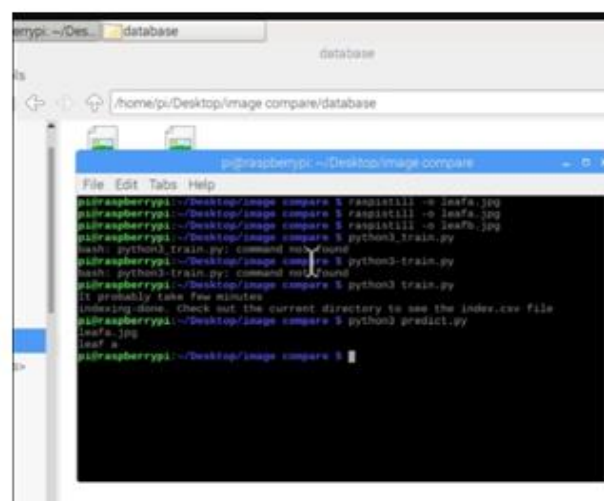 errypi: ~/Des... database
database
ls
/home/pi/Desktop/image compare/database
pi@raspberrypi: ~/Desktop/image compare
File Edit Tabs Help
pi@raspberrypi:~/Desktop/image compare $ raspistill -o leafa.jpg
pi@raspberrypi:~/Desktop/image compare $ raspistill -o leafa.jpg
pi@raspberrypi:~/Desktop/image compare $ raspistill -o leafb.jpg
pi@raspberrypi:~/Desktop/image compare $ python3_train.py
bash: python3_train.py: command not found
pi@raspberrypi:~/Desktop/image compare $ python3-train.py
bash: python3-train.py: command not found
pi@raspberrypi:~/Desktop/image compare $ python3 train.py
It probably take few minutes
indexing done. Check out the current directory to see the index.csv file
pi@raspberrypi:~/Desktop/image compare $ python3 predict.py
leafa.jpg
leaf a
pi@raspberrypi:~/Desktop/image compare $